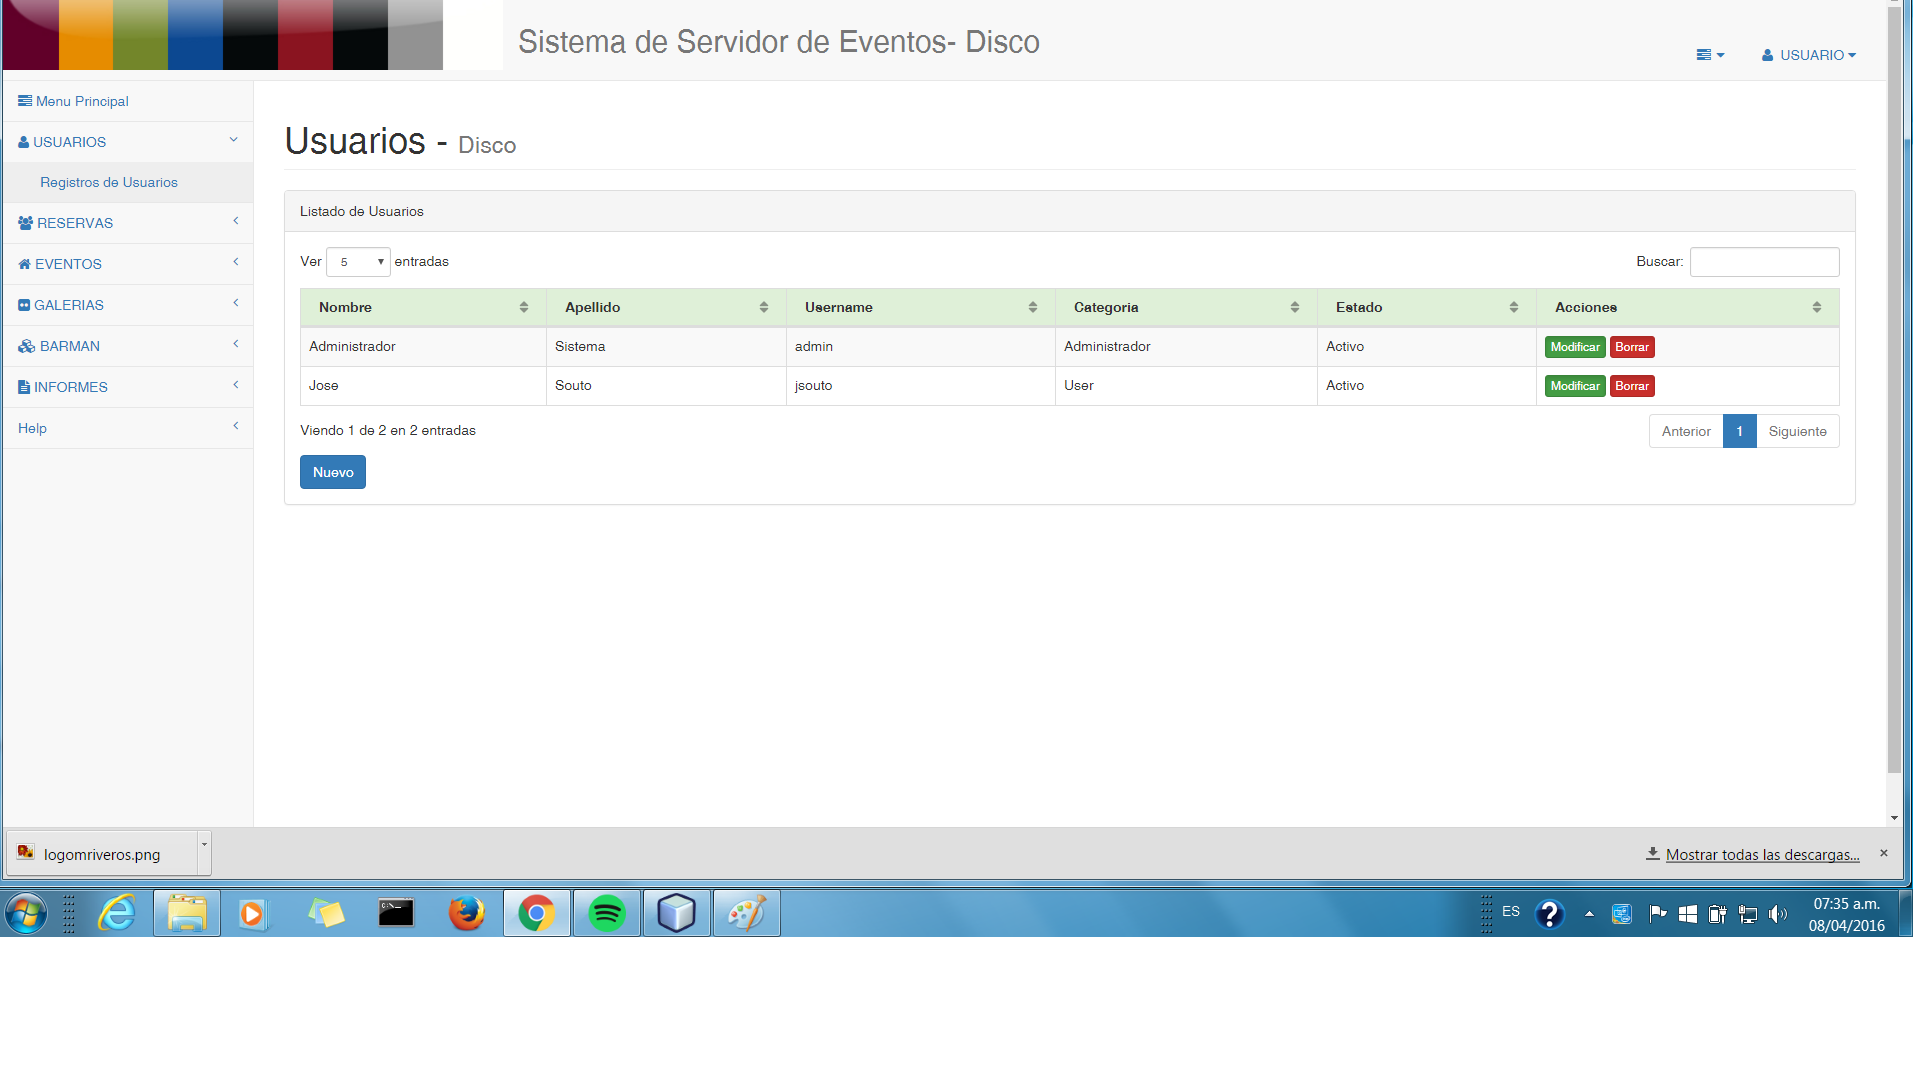 Sistema de Servidor de Eventos- Disco
USUARIO
Menu Principal
USUARIOS
Registros de Usuarios
RESERVAS
EVENTOS
GALERIAS
BARMAN
INFORMES
Help
Usuarios - Disco
Listado de Usuarios
Ver 5 entradas
Buscar:
Nombre Apellido Username Categoria Estado Acciones
Administrador Sistema admin Administrador Activo Modificar Borrar
Jose Souto jsouto User Activo Modificar Borrar
Viendo 1 de 2 en 2 entradas
Anterior 1 Siguiente
Nuevo
logomriveros.png
Mostrar todas las descargas...
ES
07:35 a.m.
08/04/2016